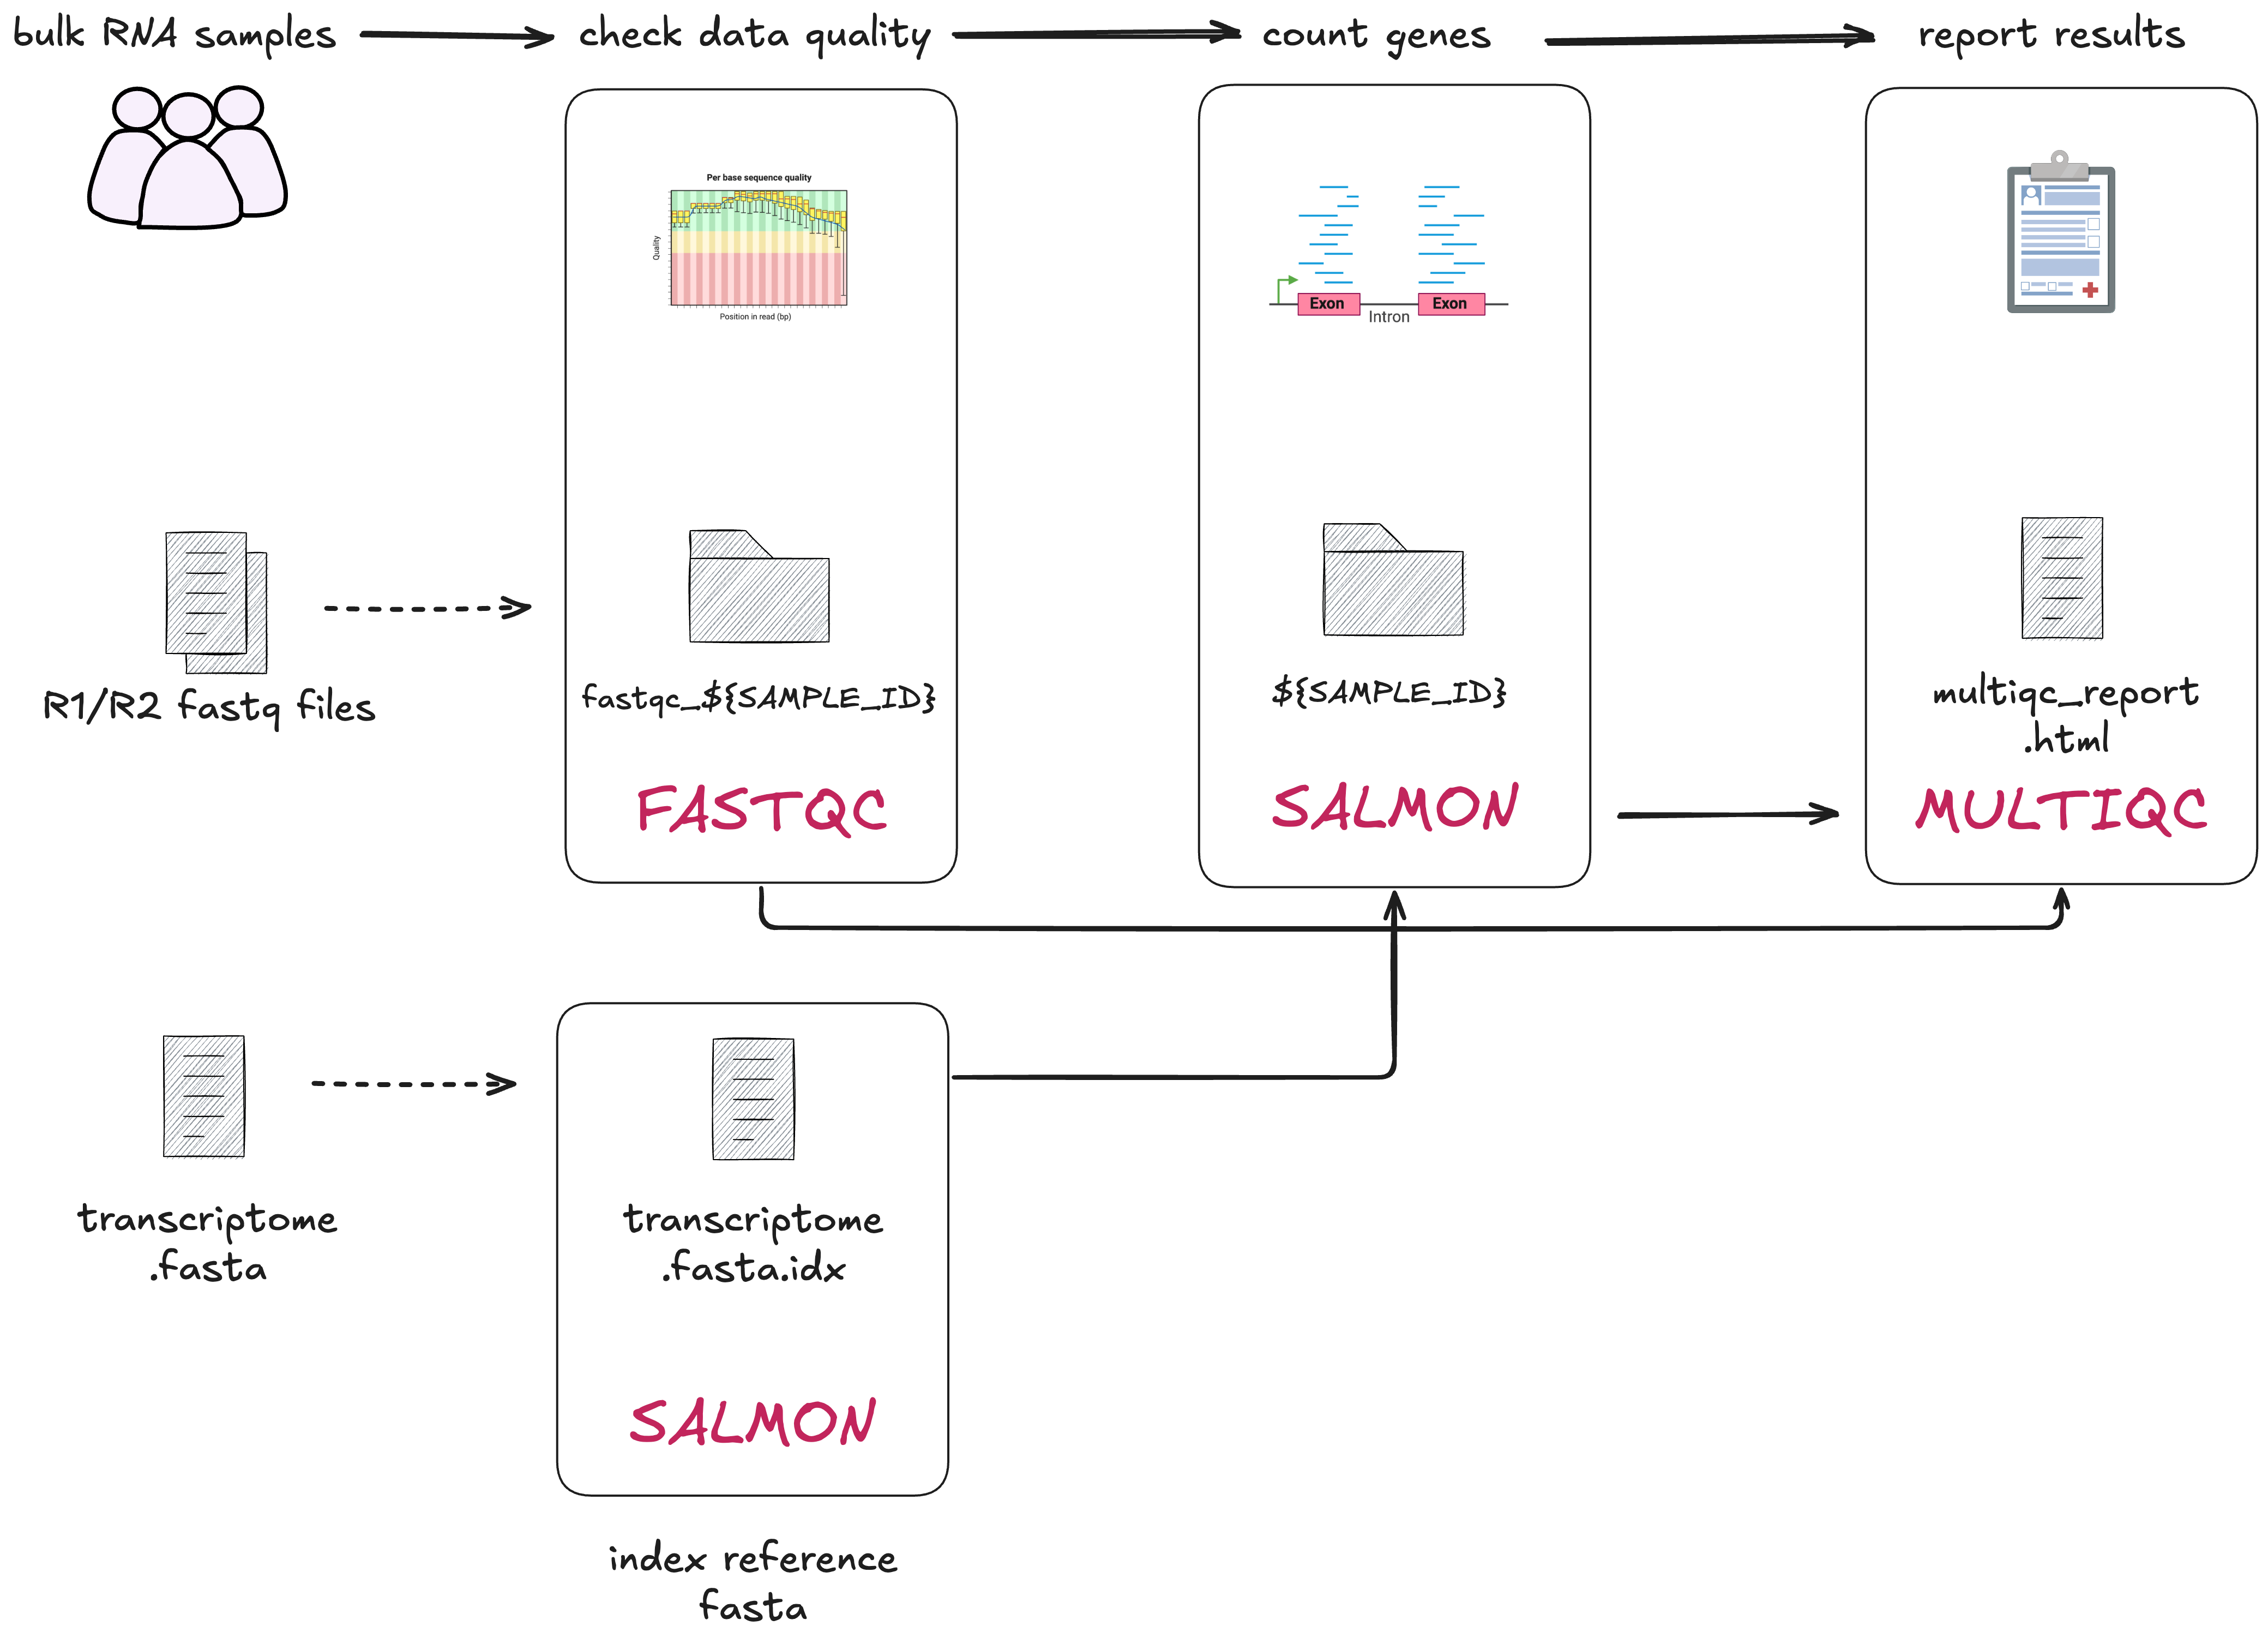 bulk RNA samples
check data quality
count genes
report results
Per base sequence quality
Quality
Position in read (bp)
Exon
Intron
Exon
R1/R2 fastq files
fastqc_${SAMPLE_ID}
${SAMPLE_ID}
multiqc_report
.html
FASTQC
SALMON
MULTIQC
transcriptome
.fasta
transcriptome
.fasta.idx
SALMON
index reference
fasta